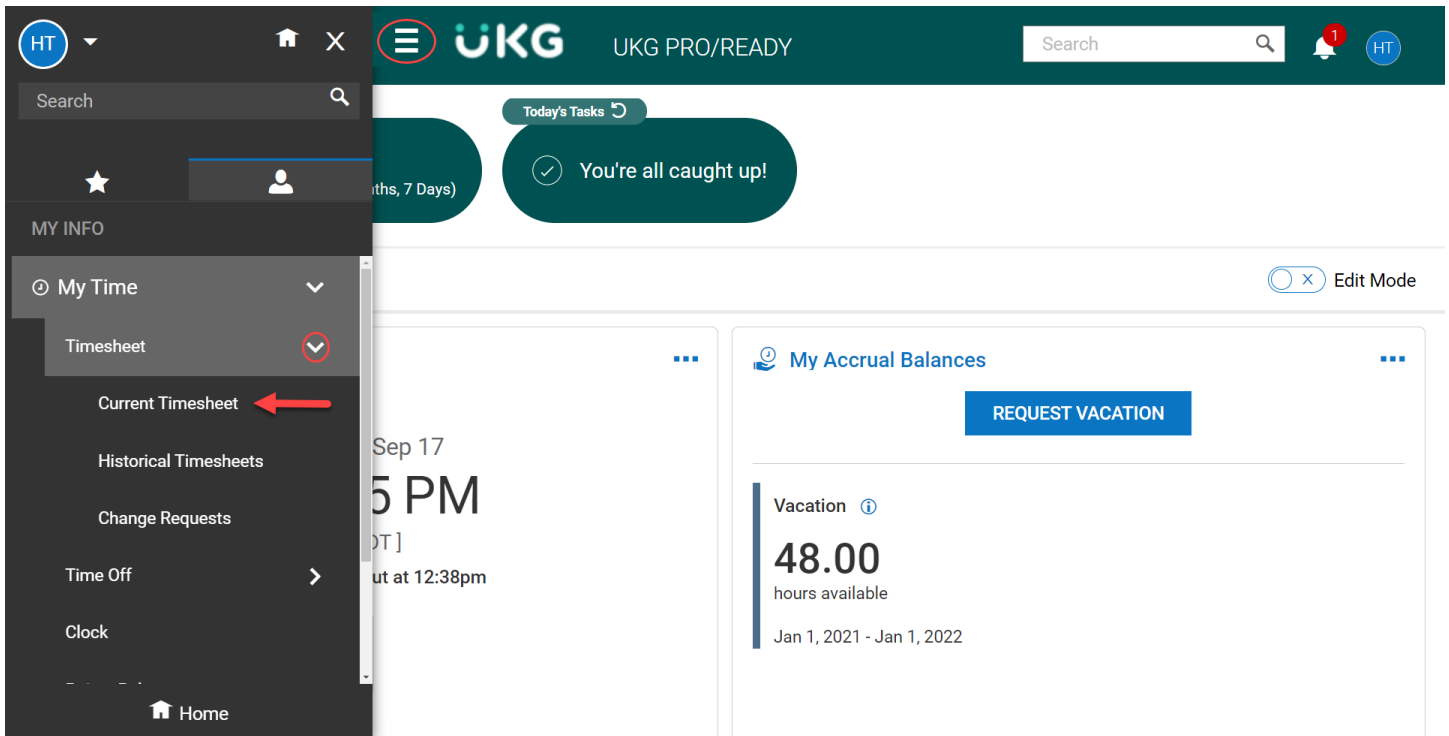 HT
X
UKG
UKG PRO/READY
Search
1
HT
Search
MY INFO
My Time
Timesheet
Current Timesheet
Historical Timesheets
Change Requests
Time Off
Clock
Home
ths, 7 Days)
Today's Tasks
You're all caught up!
X Edit Mode
Sep 17
5 PM
DT ]
ut at 12:38pm
My Accrual Balances
REQUEST VACATION
Vacation
48.00
hours available
Jan 1, 2021 - Jan 1, 2022